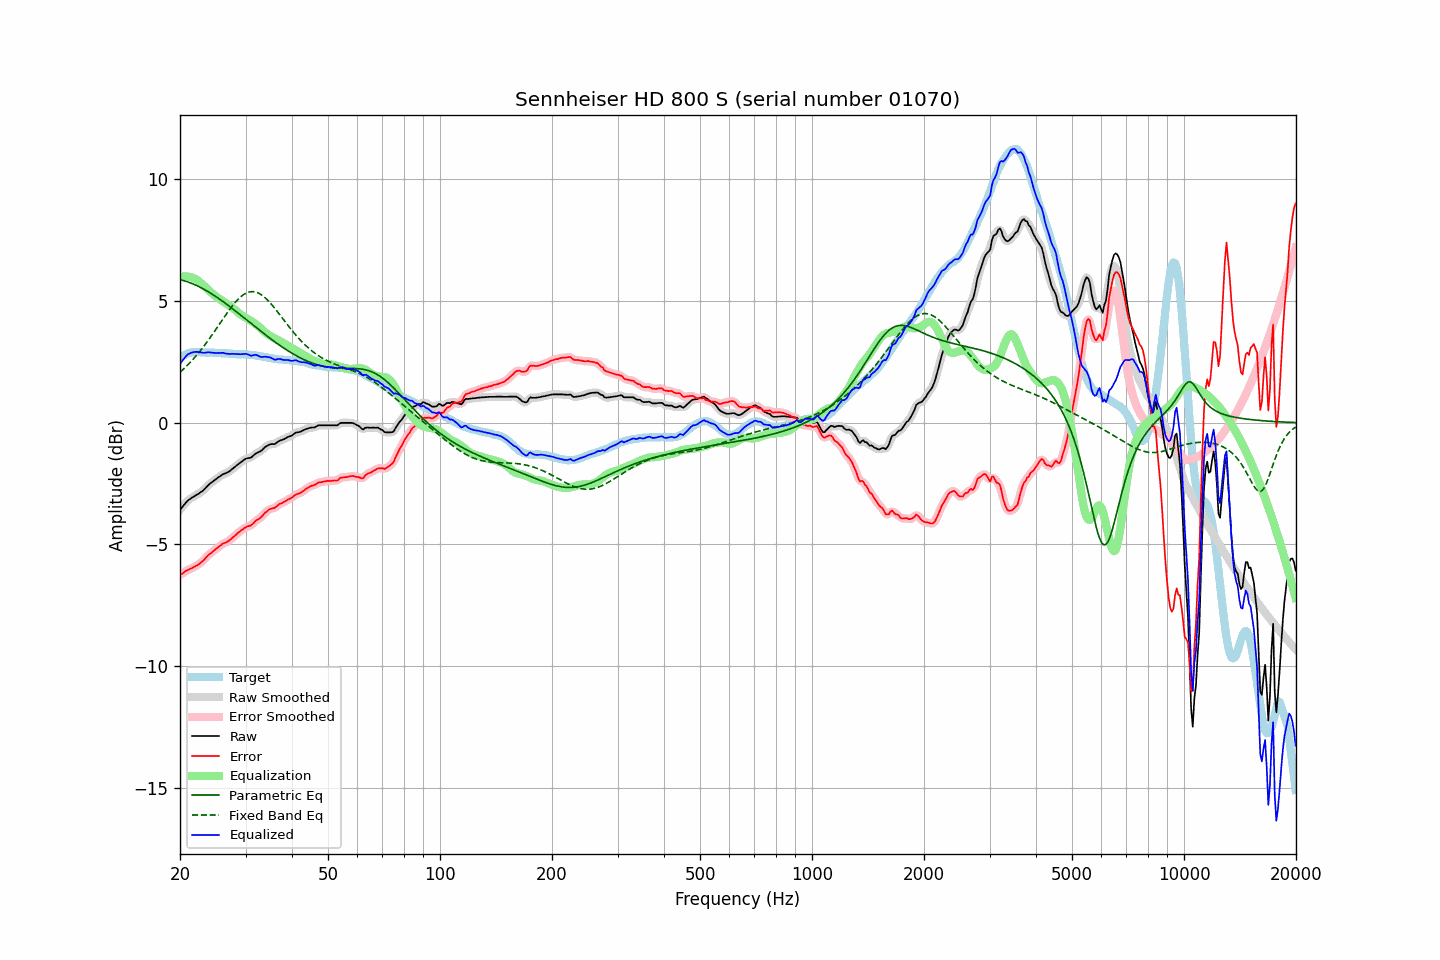 Sennheiser HD 800 S (serial number 01070)
Amplitude (dBr)
10
5
0
−5
−10
−15
Target
Raw Smoothed
Error Smoothed
Raw
Error
Equalization
Parametric Eq
Fixed Band Eq
Equalized
20 50 100 200 500 1000 2000 5000 10000 20000
Frequency (Hz)